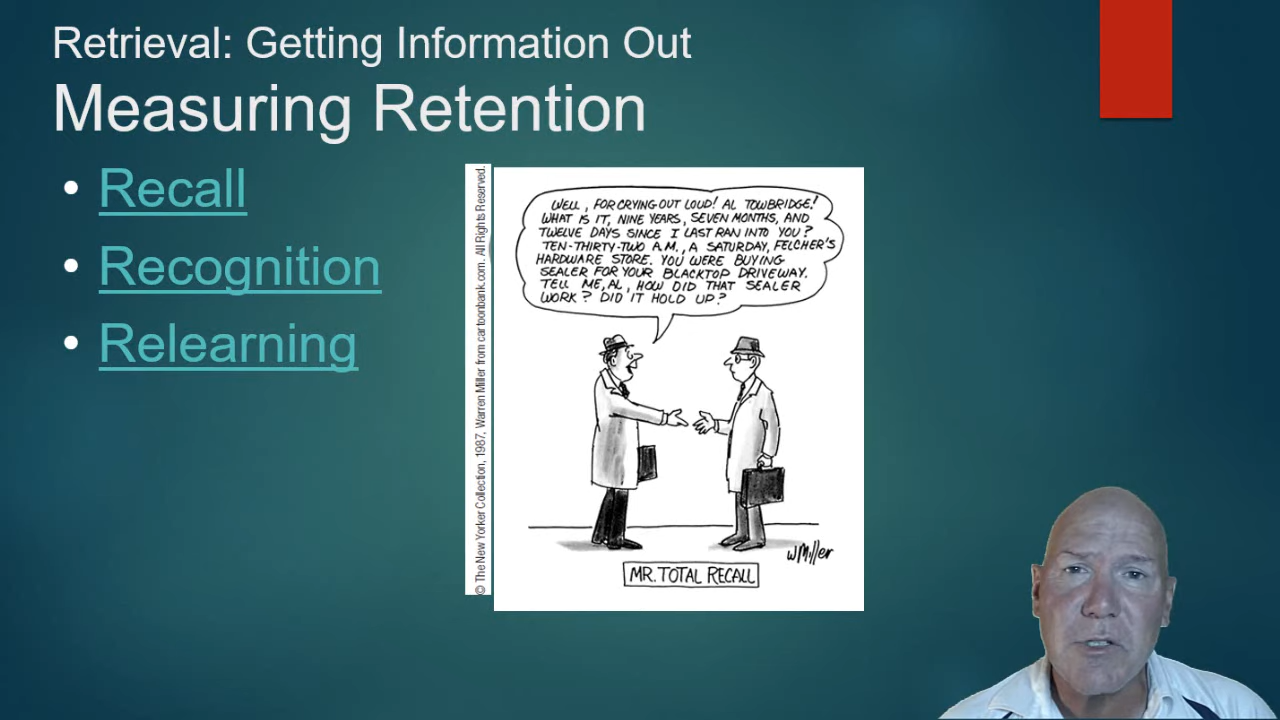 Retrieval: Getting Information Out
Measuring Retention
• Recall
• Recognition
• Relearning
© The New Yorker Collection, 1987, Warren Miller from cartoonbank.com. All Rights Reserved.
WELL, FOR CRYING OUT LOUD! AL TOWBRIDGE!
WHAT IS IT, NINE YEARS, SEVEN MONTHS, AND
TWELVE DAYS SINCE I LAST RAN INTO YOU?
TEN-THIRTY-TWO A.M., A SATURDAY, FELCHER'S
HARDWARE STORE. YOU WERE BUYING
SEALER FOR YOUR BLACKTOP DRIVEWAY.
TELL ME, AL, HOW DID THAT SEALER
WORK? DID IT HOLD UP?
WMiller
MR. TOTAL RECALL